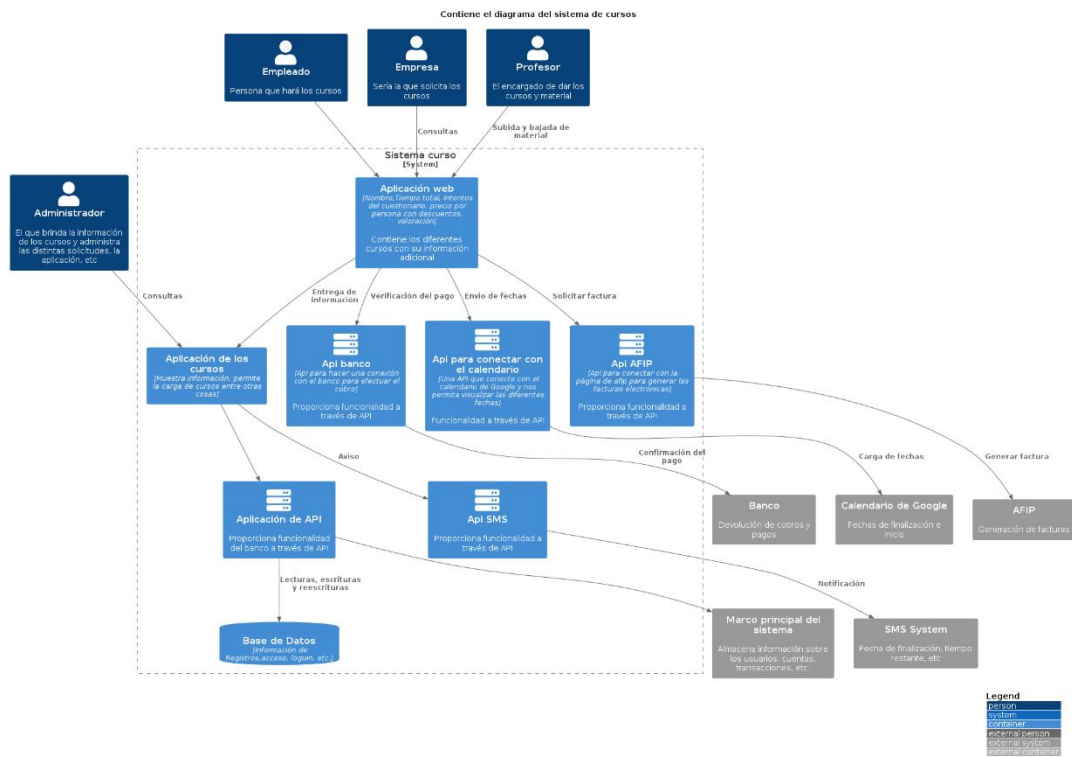 Contiene el diagrama del sistema de cursos
Empleado
Persona que hará los cursos
Empresa
Sería la que solicita los
cursos
Profesor
El encargado de dar los
cursos y material
Consultas
Subida y bajada de
material
Sistema curso
[System]
Administrador
El que brinda la información
de los cursos y administra
las distintas solicitudes, la
aplicación, etc
Aplicación web
[Nombre,Tiempo total, intentos
del cuestionario, precio por
persona con descuentos,
valoración]
Contiene los diferentes
cursos con su información
adicional
Consultas
Entrega de
información
Verificación del pago
Envio de fechas
Solicitar factura
Aplicación de los
cursos
[Muestra información, permite
la carga de cursos entre otras
cosas]
Api banco
[Api para hacer una conexión
con el banco para efectuar el
cobro]
Proporciona funcionalidad a
través de API
Api para conectar con
el calendario
[Una API que conecte con el
calendario de Google y nos
permita visualizar las diferentes
fechas]
Funcionalidad a través de API
Api AFIP
[Api para conectar con la
página de afip para generar las
facturas electrónicas]
Proporciona funcionalidad a
través de API
Aviso
Confirmación del
pago
Carga de fechas
Generar factura
Aplicación de API
Proporciona funcionalidad
del banco a través de API
Api SMS
Proporciona funcionalidad a
través de API
Banco
Devolución de cobros y
pagos
Calendario de Google
Fechas de finalización e
inicio
AFIP
Generación de facturas
Lecturas, escrituras
y reescrituras
Notificación
Base de Datos
[Información de
Registros,acceso, loguin, etc.]
Marco principal del
sistema
Almacena información sobre
los usuarios, cuentas,
transacciones, etc.
SMS System
Fecha de finalización, tiempo
restante, etc
Legend
person
system
container
external person
external system
external container